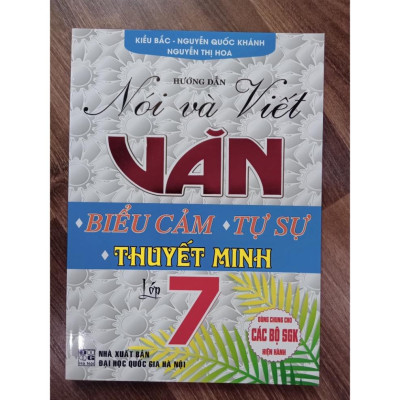 KIỀU BẮC - NGUYỄN QUỐC KHÁNH
NGUYỄN THỊ HOA
HƯỚNG DẪN
Nói và Viết
VĂN
BIỂU CẢM TỰ SỰ
THUYẾT MINH
Lớp 7
DÙNG CHUNG CHO
CÁC BỘ SGK
HIỆN HÀNH
NHÀ XUẤT BẢN
ĐẠI HỌC QUỐC GIA HÀ NỘI